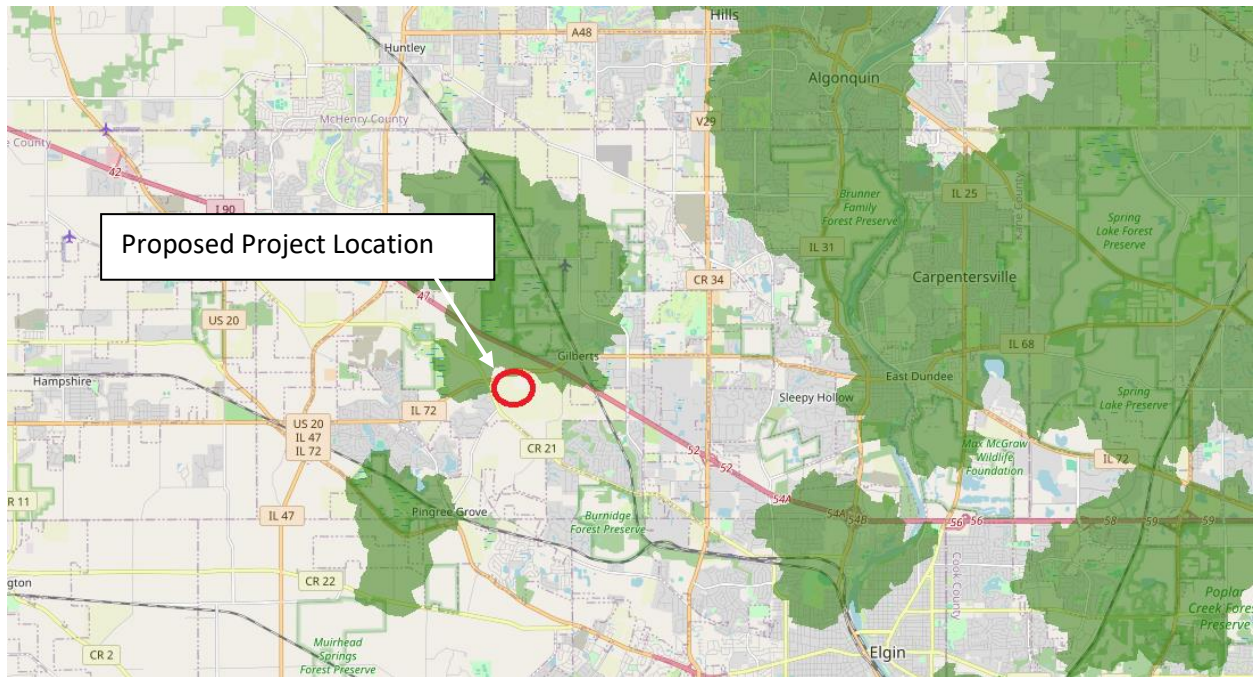 Hills
A48
Huntley
Algonquin
McHenry County
V29
e County
42
IL 25
Kane County
I 90
Brunner
Family
Forest Preserve
Spring
Lake Forest
Preserve
Proposed Project Location
IL 31
CR 34
Carpentersville
47
US 20
Gilberts
IL 68
Hampshire
East Dundee
Sleepy Hollow
Spring
Lake Preserve
IL 72
US 20
IL 47
IL 72
CR 21
Max McGraw
Wildlife
Foundation
IL 72
52
52
R 11
54A
IL 47
Pingree Grove
Burnidge
Forest Preserve
54A
54B
56
56
58
59
59
CR 22
gton
Cook County
Poplar
Creek Fores
Preserve
Muirhead
Springs
Forest Preserve
CR 2
Elgin